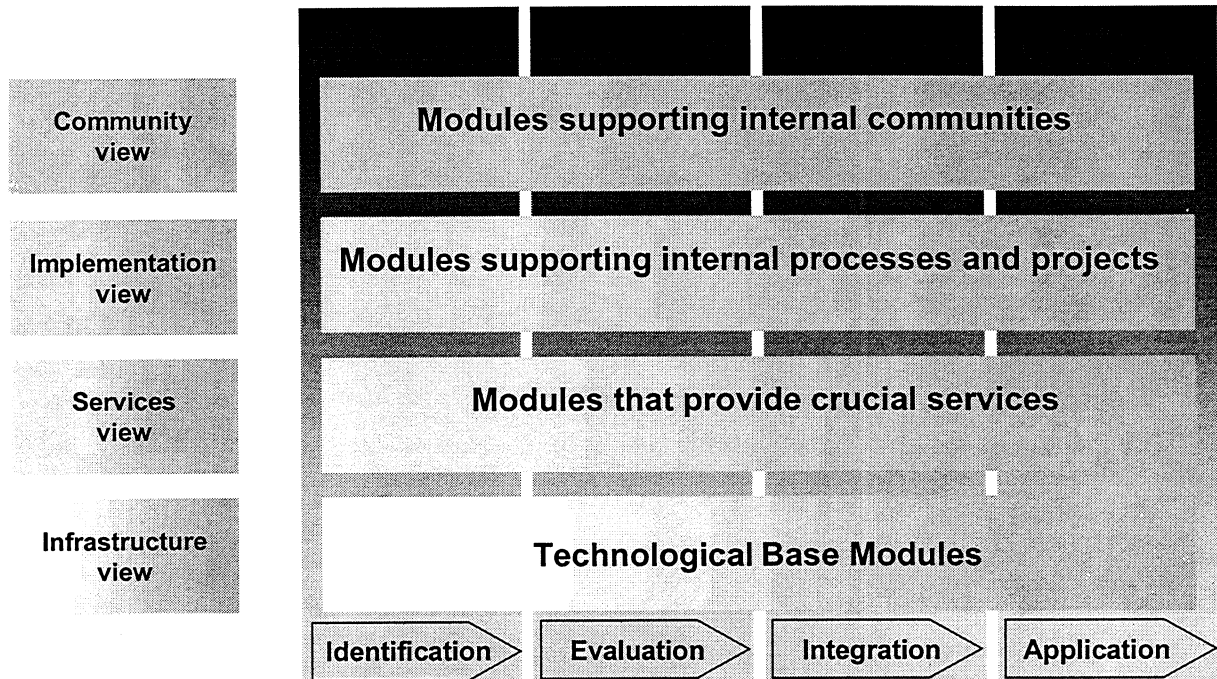 Community
view
Modules supporting internal communities
Implementation
view
Modules supporting internal processes and projects
Services
view
Modules that provide crucial services
Infrastructure
view
Technological Base Modules
Identification
Evaluation
Integration
Application